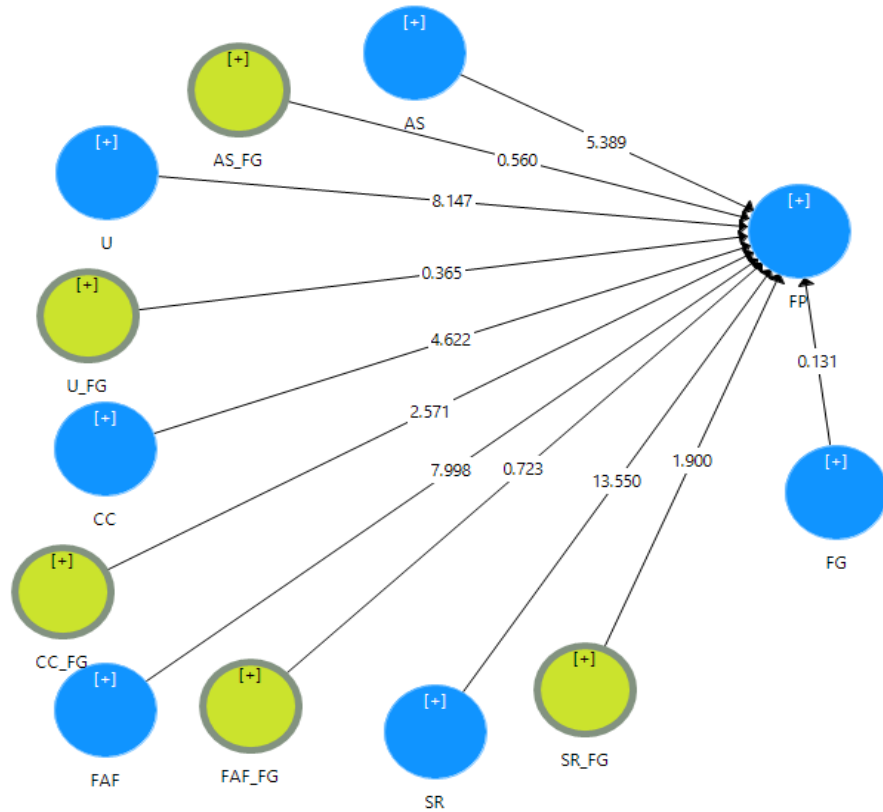 [+]
AS
[+]
AS_FG
[+]
U
5.389
0.560
8.147
[+]
FP
[+]
U_FG
0.365
4.622
0.131
[+]
CC
2.571
7.998
0.723
13.550
1.900
[+]
FG
[+]
CC_FG
[+]
FAF
[+]
FAF_FG
[+]
SR
[+]
SR_FG